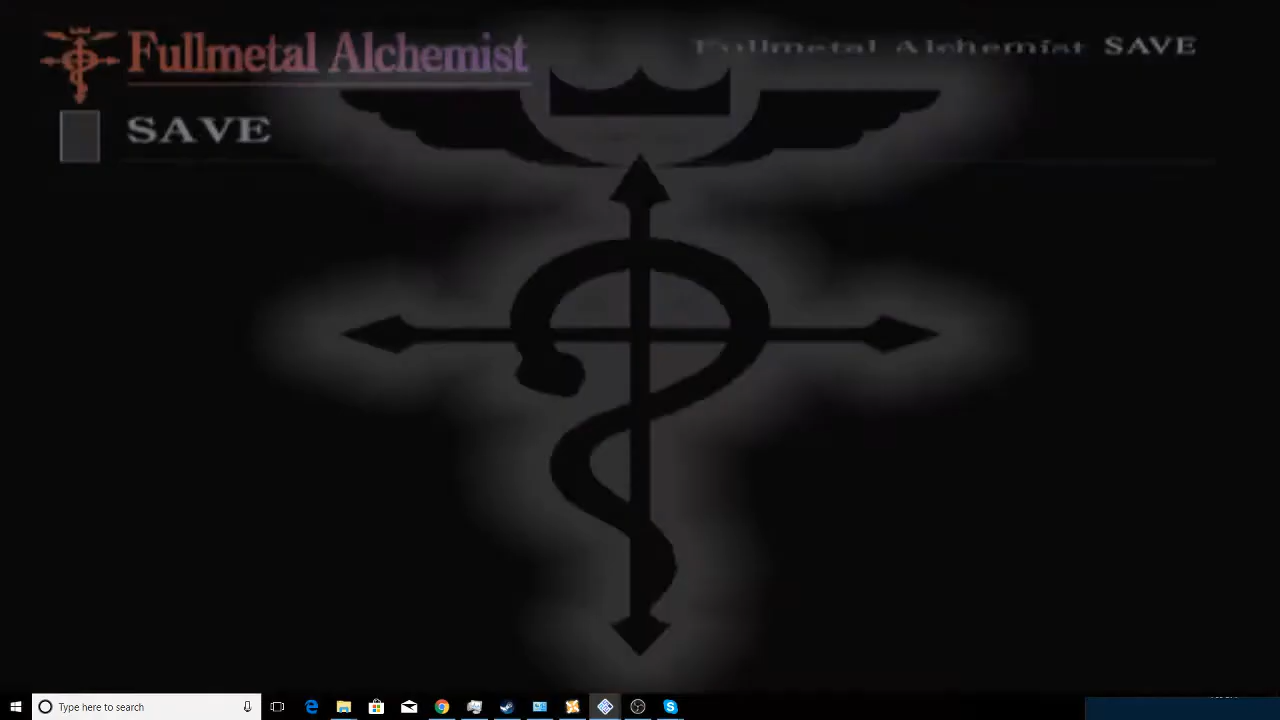 Fullmetal Alchemist
Fullmetal Alchemist SAVE
SAVE
Type here to search